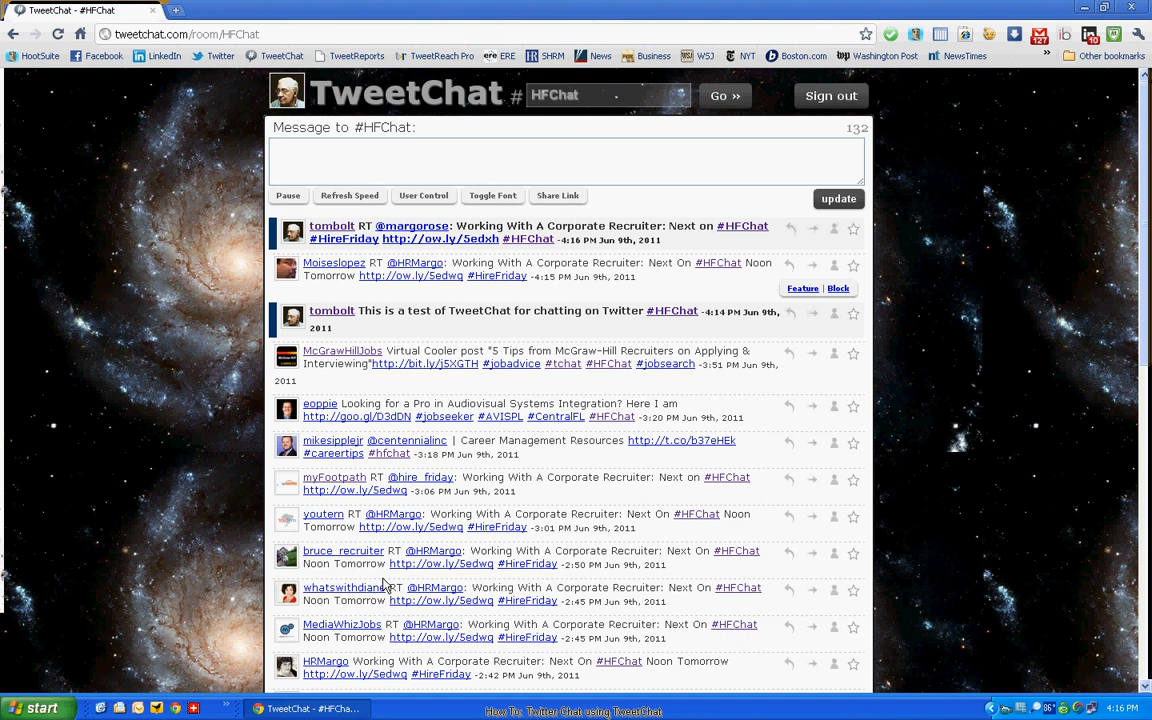 TweetChat - #HFChat
tweetchat.com/room/HFChat
127
10
HootSuite Facebook LinkedIn Twitter TweetChat TweetReports TweetReach Pro ERE SHRM News Business WSJ NYT Boston.com Washington Post NewsTimes Other bookmarks
TweetChat # HFChat Go »» Sign out
Message to #HFChat: 132
Pause Refresh Speed User Control Toggle Font Share Link update
tombolt RT @margorose: Working With A Corporate Recruiter: Next on #HFChat
#HireFriday http://ow.ly/5edxh #HFChat -4:16 PM Jun 9th, 2011
Moiseslopez RT @HRMargo: Working With A Corporate Recruiter: Next On #HFChat Noon
Tomorrow http://ow.ly/5edwq #HireFriday -4:15 PM Jun 9th, 2011
Feature | Block
tombolt This is a test of TweetChat for chatting on Twitter #HFChat -4:14 PM Jun 9th,
2011
McGrawHillJobs Virtual Cooler post "5 Tips from McGraw-Hill Recruiters on Applying &
Interviewing"http://bit.ly/j5XGTH #jobadvice #tchat #HFChat #jobsearch -3:51 PM Jun 9th,
2011
eoppie Looking for a Pro in Audiovisual Systems Integration? Here I am
http://goo.gl/D3dDN #jobseeker #AVISPL #CentralFL #HFChat -3:20 PM Jun 9th, 2011
mikesipplejr @centennialinc | Career Management Resources http://t.co/b37eHEk
#careertips #hfchat -3:18 PM Jun 9th, 2011
myFootpath RT @hire_friday: Working With A Corporate Recruiter: Next on #HFChat
http://ow.ly/5edwq -3:06 PM Jun 9th, 2011
youtern RT @HRMargo: Working With A Corporate Recruiter: Next On #HFChat Noon
Tomorrow http://ow.ly/5edwq #HireFriday -3:01 PM Jun 9th, 2011
bruce_recruiter RT @HRMargo: Working With A Corporate Recruiter: Next On #HFChat
Noon Tomorrow http://ow.ly/5edwq #HireFriday -2:50 PM Jun 9th, 2011
whatswithdiane RT @HRMargo: Working With A Corporate Recruiter: Next On #HFChat
Noon Tomorrow http://ow.ly/5edwq #HireFriday -2:45 PM Jun 9th, 2011
MediaWhizJobs RT @HRMargo: Working With A Corporate Recruiter: Next On #HFChat
Noon Tomorrow http://ow.ly/5edwq #HireFriday -2:45 PM Jun 9th, 2011
HRMargo Working With A Corporate Recruiter: Next On #HFChat Noon Tomorrow
http://ow.ly/5edwq #HireFriday -2:42 PM Jun 9th, 2011
start TweetChat - #HFCha... How To: Twitter Chat using TweetChat 86° 4:16 PM